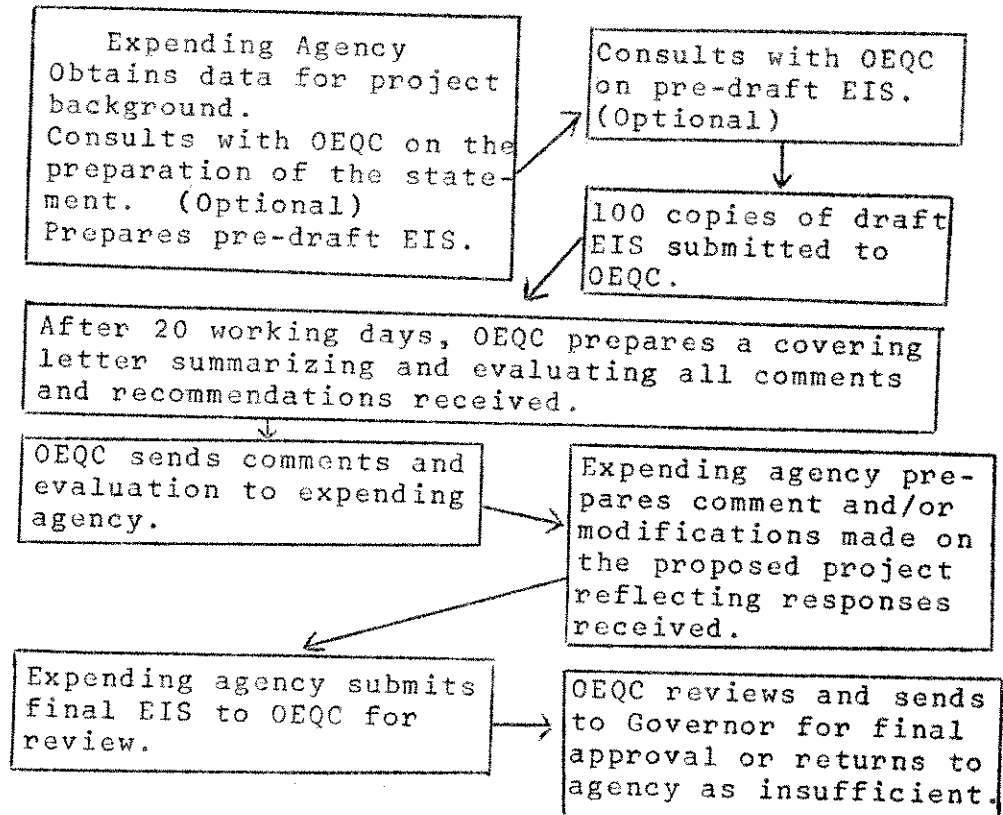 Expending Agency
Obtains data for project
background.
Consults with OEQC on the
preparation of the state-
ment. (Optional)
Prepares pre-draft EIS.
Consults with OEQC
on pre-draft EIS.
(Optional)
100 copies of draft
EIS submitted to
OEQC.
After 20 working days, OEQC prepares a covering
letter summarizing and evaluating all comments
and recommendations received.
OEQC sends comments and
evaluation to expending
agency.
Expending agency pre-
pares comment and/or
modifications made on
the proposed project
reflecting responses
received.
Expending agency submits
final EIS to OEQC for
review.
OEQC reviews and sends
to Governor for final
approval or returns to
agency as insufficient.